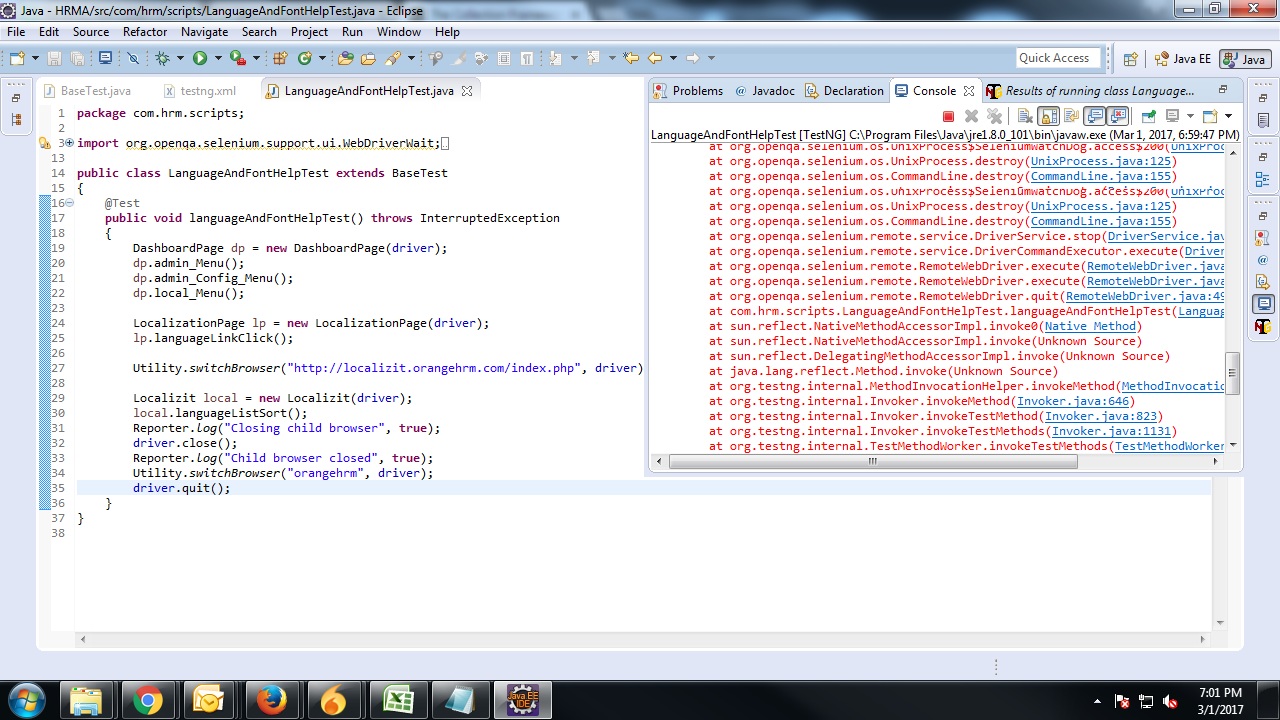 Java - HRMA/src/com/hrm/scripts/LanguageAndFontHelpTest.java - Eclipse
File Edit Source Refactor Navigate Search Project Run Window Help
Quick Access Java EE Java
BaseTest.java testng.xml LanguageAndFontHelpTest.java
1 package com.hrm.scripts;
2
3 import org.openqa.selenium.support.ui.WebDriverWait;
13
14 public class LanguageAndFontHelpTest extends BaseTest
15 {
16 @Test
17 public void languageAndFontHelpTest() throws InterruptedException
18 {
19 DashboardPage dp = new DashboardPage(driver);
20 dp.admin_Menu();
21 dp.admin_Config_Menu();
22 dp.local_Menu();
23
24 LocalizationPage lp = new LocalizationPage(driver);
25 lp.languageLinkClick();
26
27 Utility.switchBrowser("http://localizit.orangehrm.com/index.php", driver)
28
29 Localizit local = new Localizit(driver);
30 local.languageListSort();
31 Reporter.log("Closing child browser", true);
32 driver.close();
33 Reporter.log("Child browser closed", true);
34 Utility.switchBrowser("orangehrm", driver);
35 driver.quit();
36 }
37 }
38
Problems Javadoc Declaration Console Results of running class Language...
LanguageAndFontHelpTest [TestNG] C:\Program Files\Java\jre1.8.0_101\bin\javaw.exe (Mar 1, 2017, 6:59:47 PM)
at org.openqa.selenium.os.UnixProcess$SeleniumWatchDog.access$200(UnixProc
at org.openqa.selenium.os.UnixProcess.destroy(UnixProcess.java:125)
at org.openqa.selenium.os.CommandLine.destroy(CommandLine.java:155)
at org.openqa.selenium.os.UnixProcess$SeleniumWatchDog.access$200(UnixProc
at org.openqa.selenium.os.UnixProcess.destroy(UnixProcess.java:125)
at org.openqa.selenium.os.CommandLine.destroy(CommandLine.java:155)
at org.openqa.selenium.remote.service.DriverService.stop(DriverService.jav
at org.openqa.selenium.remote.service.DriverCommandExecutor.execute(Driver
at org.openqa.selenium.remote.RemoteWebDriver.execute(RemoteWebDriver.java
at org.openqa.selenium.remote.RemoteWebDriver.execute(RemoteWebDriver.java
at org.openqa.selenium.remote.RemoteWebDriver.quit(RemoteWebDriver.java:49
at com.hrm.scripts.LanguageAndFontHelpTest.languageAndFontHelpTest(Languag
at sun.reflect.NativeMethodAccessorImpl.invoke0(Native Method)
at sun.reflect.NativeMethodAccessorImpl.invoke(Unknown Source)
at sun.reflect.DelegatingMethodAccessorImpl.invoke(Unknown Source)
at java.lang.reflect.Method.invoke(Unknown Source)
at org.testng.internal.MethodInvocationHelper.invokeMethod(MethodInvocatio
at org.testng.internal.Invoker.invokeMethod(Invoker.java:646)
at org.testng.internal.Invoker.invokeTestMethod(Invoker.java:823)
at org.testng.internal.Invoker.invokeTestMethods(Invoker.java:1131)
at org.testng.internal.TestMethodWorker.invokeTestMethods(TestMethodWorker
Java EE
IDE
7:01 PM
3/1/2017